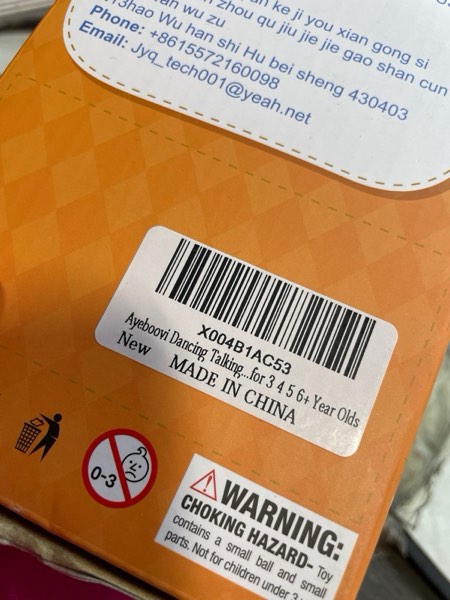 ke ji you xian gong si
zhou qu jiu jie jie gao shan cun
wu zu
Wu han shi Hu bei sheng 430403
Phone: +8615572160098
Email: Jyq_tech001@yeah.net
X004B1AC53
Ayeboovi Dancing Talking...for 3 4 5 6+ Year Olds
New MADE IN CHINA
0-3
WARNING:
CHOKING HAZARD- Toy
contains a small ball and small
parts. Not for children under 3